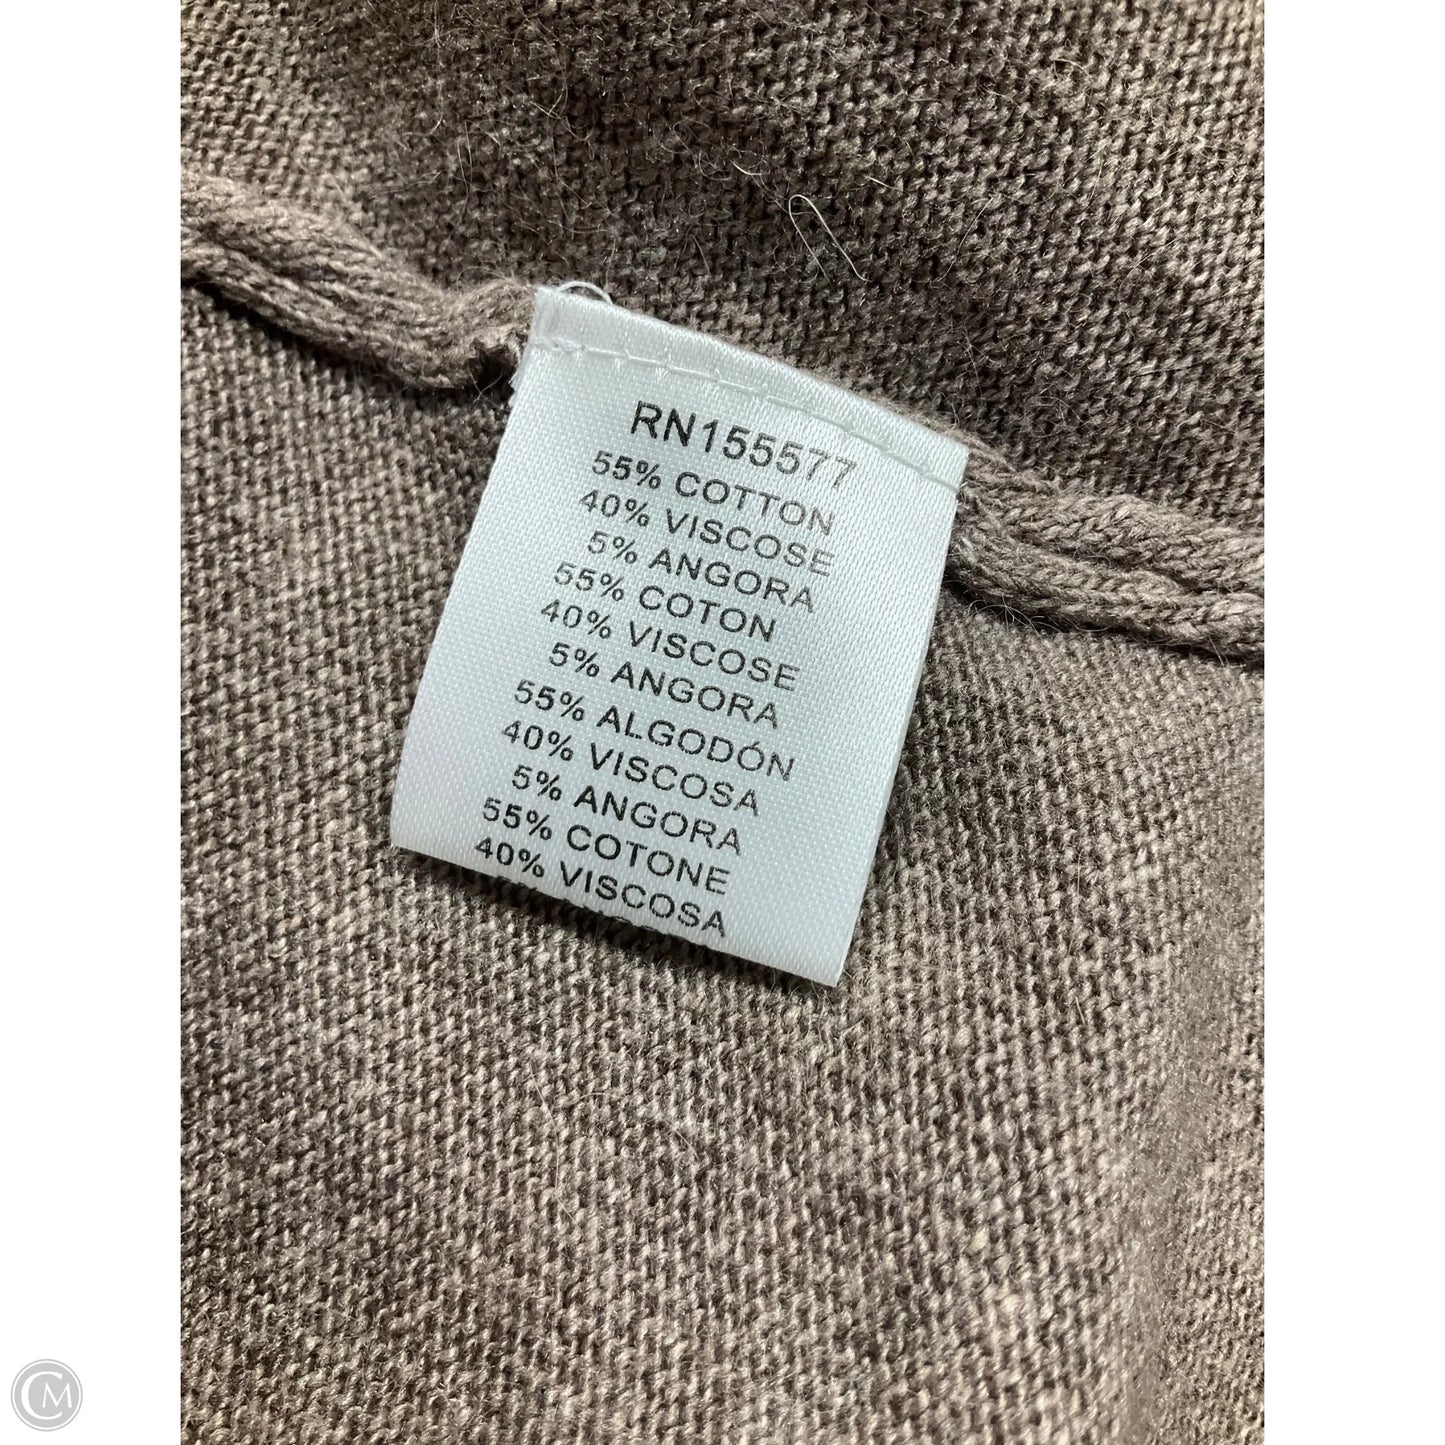 RN155577
55% COTTON
40% VISCOSE
5% ANGORA
55% COTON
40% VISCOSE
5% ANGORA
55% ALGODÓN
40% VISCOSA
5% ANGORA
55% COTONE
40% VISCOSA
CM